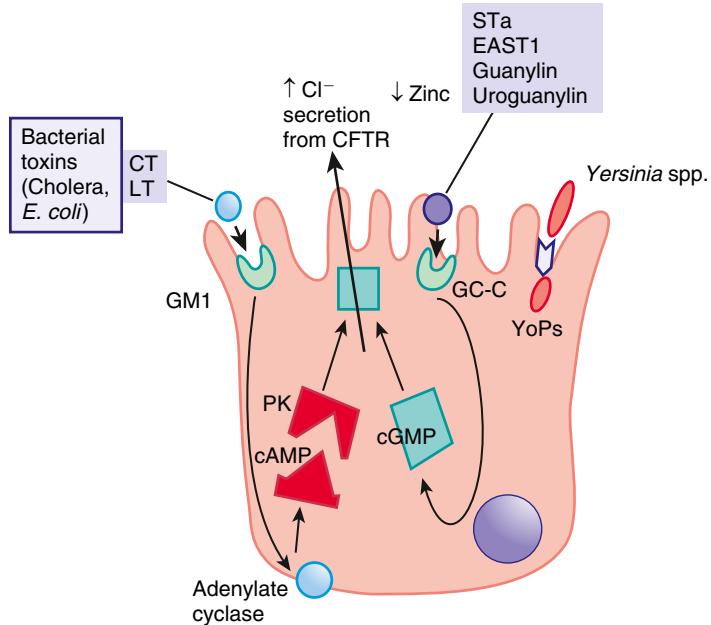 STa
EAST1
Guanylin
Uroguanylin
↑ Cl⁻
secretion
from CFTR
↓ Zinc
Bacterial
toxins
(Cholera,
E. coli)
CT
LT
Yersinia spp.
GM1
GC-C
YoPs
PK
cGMP
cAMP
Adenylate
cyclase